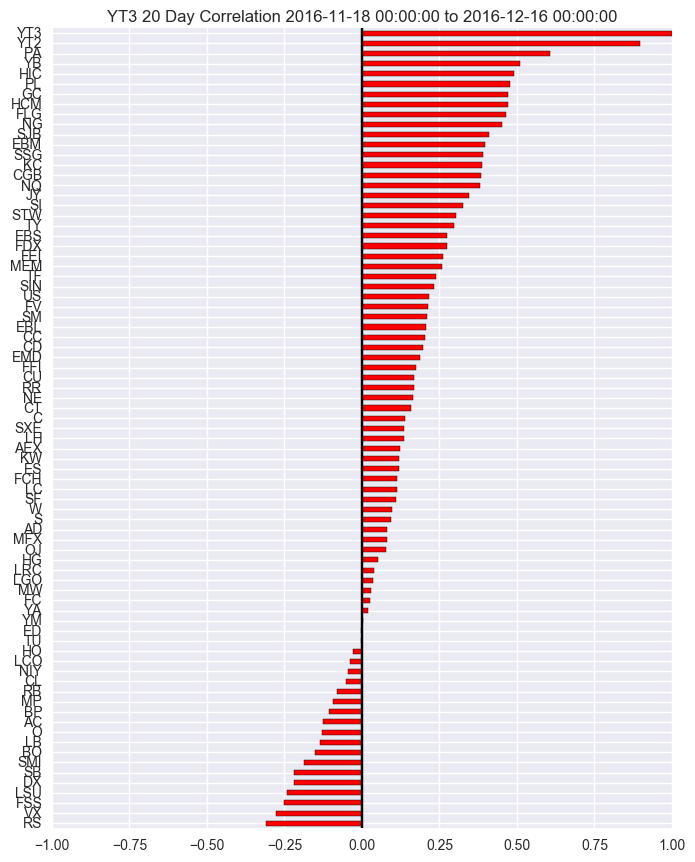 YT3 20 Day Correlation 2016-11-18 00:00:00 to 2016-12-16 00:00:00
YT3
YT2
PA
YB
HIC
PL
GC
HCM
FLG
NG
SJB
EBM
SSG
KC
CGB
NQ
JY
SI
STW
TY
EBS
FDX
FEI
MEM
TF
SIN
US
FV
SM
EBL
CC
CD
EMD
FFI
CU
RR
NE
CT
C
SXE
LH
AEX
KW
ES
FCH
LC
SF
W
S
AD
MFX
OJ
HG
LRC
LGO
MW
FC
YA
YM
ED
TU
HO
LCO
NIY
CL
RB
MP
BP
AC
O
LB
BO
SMI
SB
DX
LSU
FSS
VX
RS
−1.00 −0.75 −0.50 −0.25 0.00 0.25 0.50 0.75 1.00